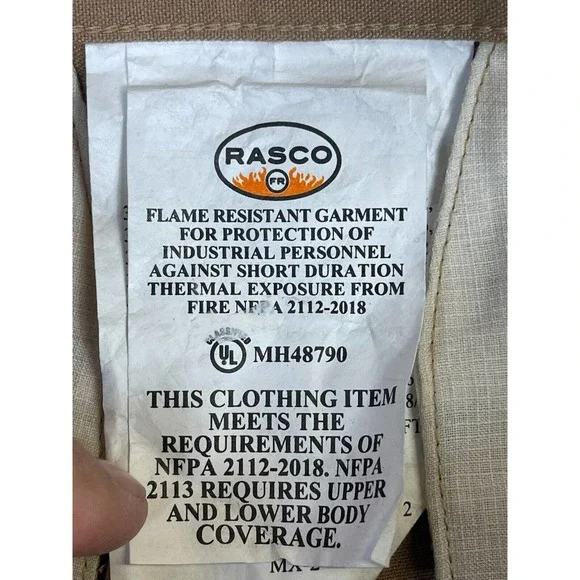 RASCO
FR
FLAME RESISTANT GARMENT
FOR PROTECTION OF
INDUSTRIAL PERSONNEL
AGAINST SHORT DURATION
THERMAL EXPOSURE FROM
FIRE NFPA 2112-2018
CLASSIFIED
UL MH48790
THIS CLOTHING ITEM
MEETS THE
REQUIREMENTS OF
NFPA 2112-2018. NFPA
2113 REQUIRES UPPER
AND LOWER BODY
COVERAGE.
2